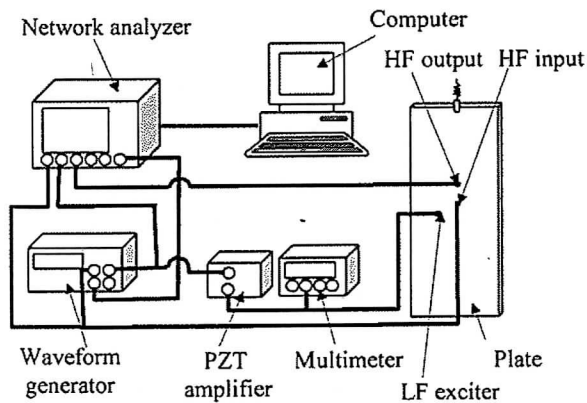 Network analyzer
Computer
HF output
HF input
Waveform
generator
PZT
amplifier
Multimeter
LF exciter
Plate